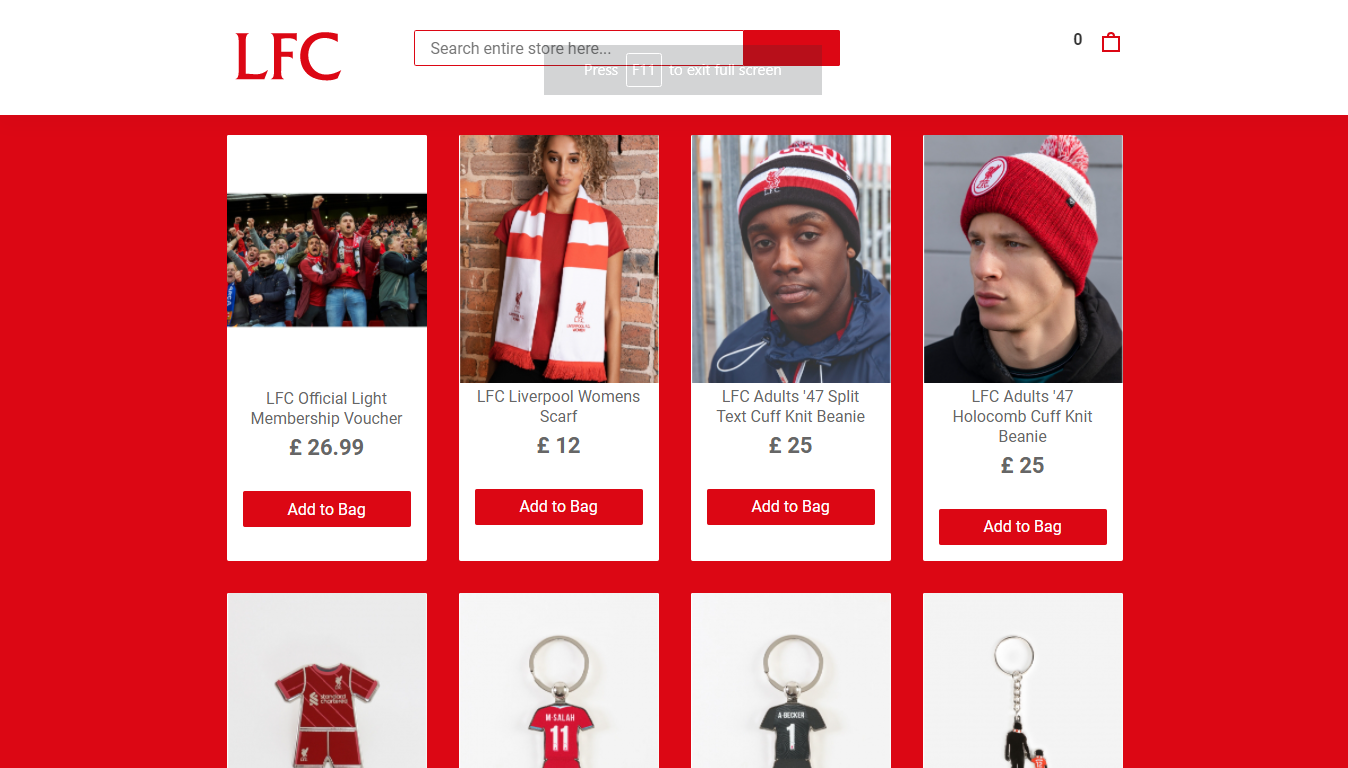 LFC
Search entire store here...
0
Press F11 to exit full screen
LFC Official Light
Membership Voucher
£ 26.99
Add to Bag
LFC Liverpool Womens
Scarf
£ 12
Add to Bag
LFC
LFC Adults '47 Split
Text Cuff Knit Beanie
£ 25
Add to Bag
LFC Adults '47
Holocomb Cuff Knit
Beanie
£ 25
Add to Bag
standard
chartered
M·SALAH
11
A·BECKER
1